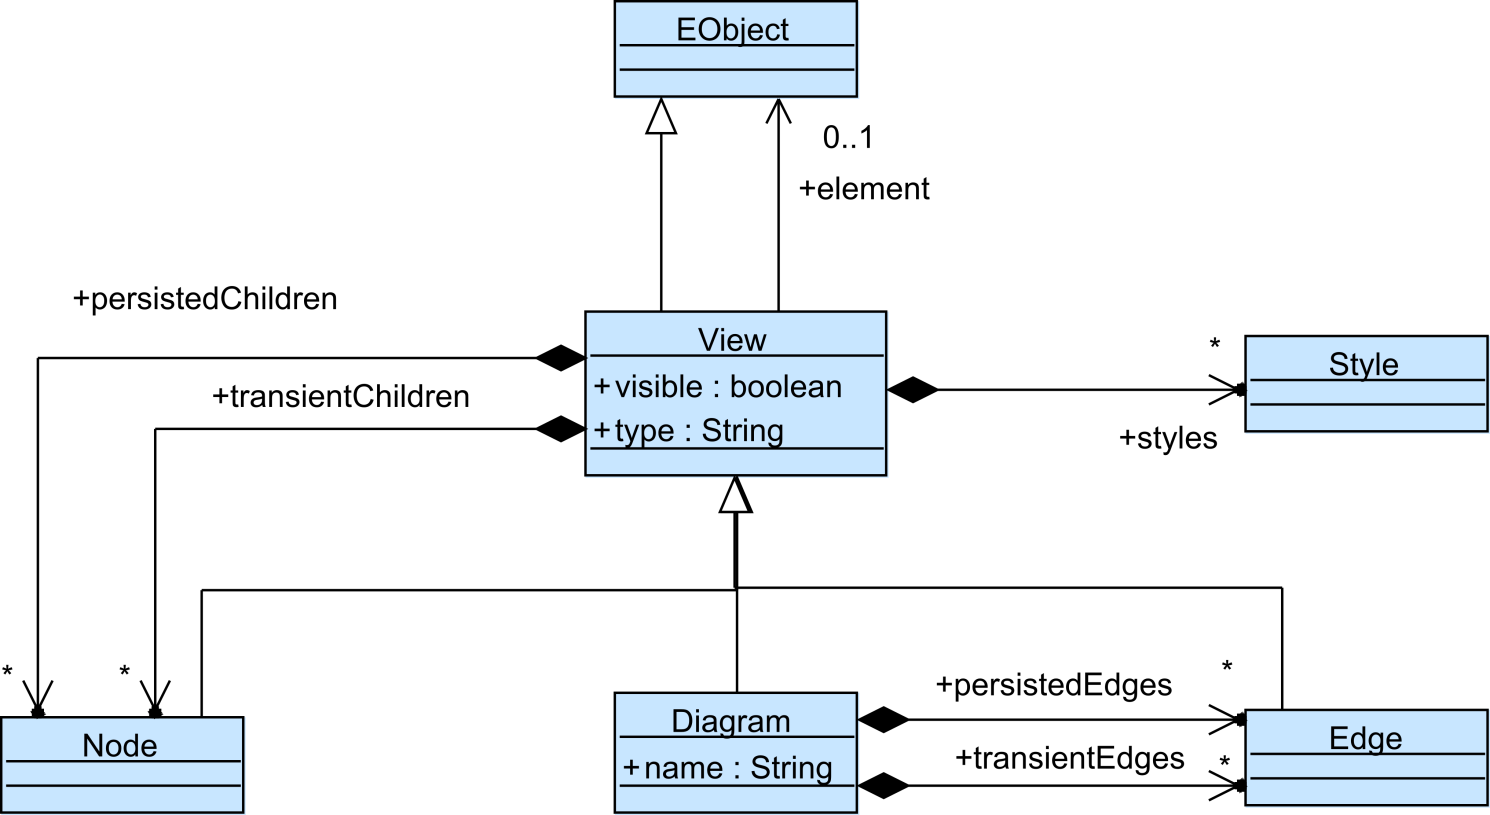 EObject
0..1
+element
+persistedChildren
View
*
+transientChildren
+visible : boolean
Style
+type : String
+styles
*
*
*
+persistedEdges
Node
Diagram
Edge
+name : String
+transientEdges
*